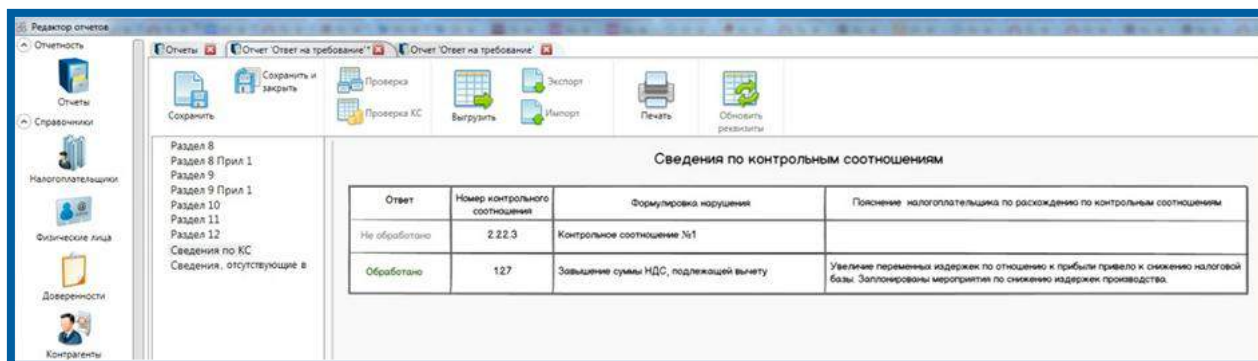 Редактор отчетов
Отчетность
Отчеты
Справочники
Налогоплательщики
Физические лица
Доверенности
Контрагенты
Отчеты
Отчет 'Ответ на требование'*
Отчет 'Ответ на требование'
Сохранить
Сохранить и
закрыть
Проверка
Проверка КС
Выгрузить
Экспорт
Импорт
Печать
Обновить
реквизиты
Раздел 8
Раздел 8 Прил 1
Раздел 9
Раздел 9 Прил 1
Раздел 10
Раздел 11
Раздел 12
Сведения по КС
Сведения, отсутствующие в
Сведения по контрольным соотношениям
Ответ
Номер контрольного
соотношения
Формулировка нарушения
Пояснение налогоплательщика по расхождению по контрольным соотношениям
Не обработано
2.22.3
Контрольное соотношение №1
Обработано
1.27
Завышение суммы НДС, подлежащей вычету
Увеличие переменных издержек по отношению к прибыли привело к снижению налоговой
базы. Заплонированы мероприятия по снижению издержек производства.